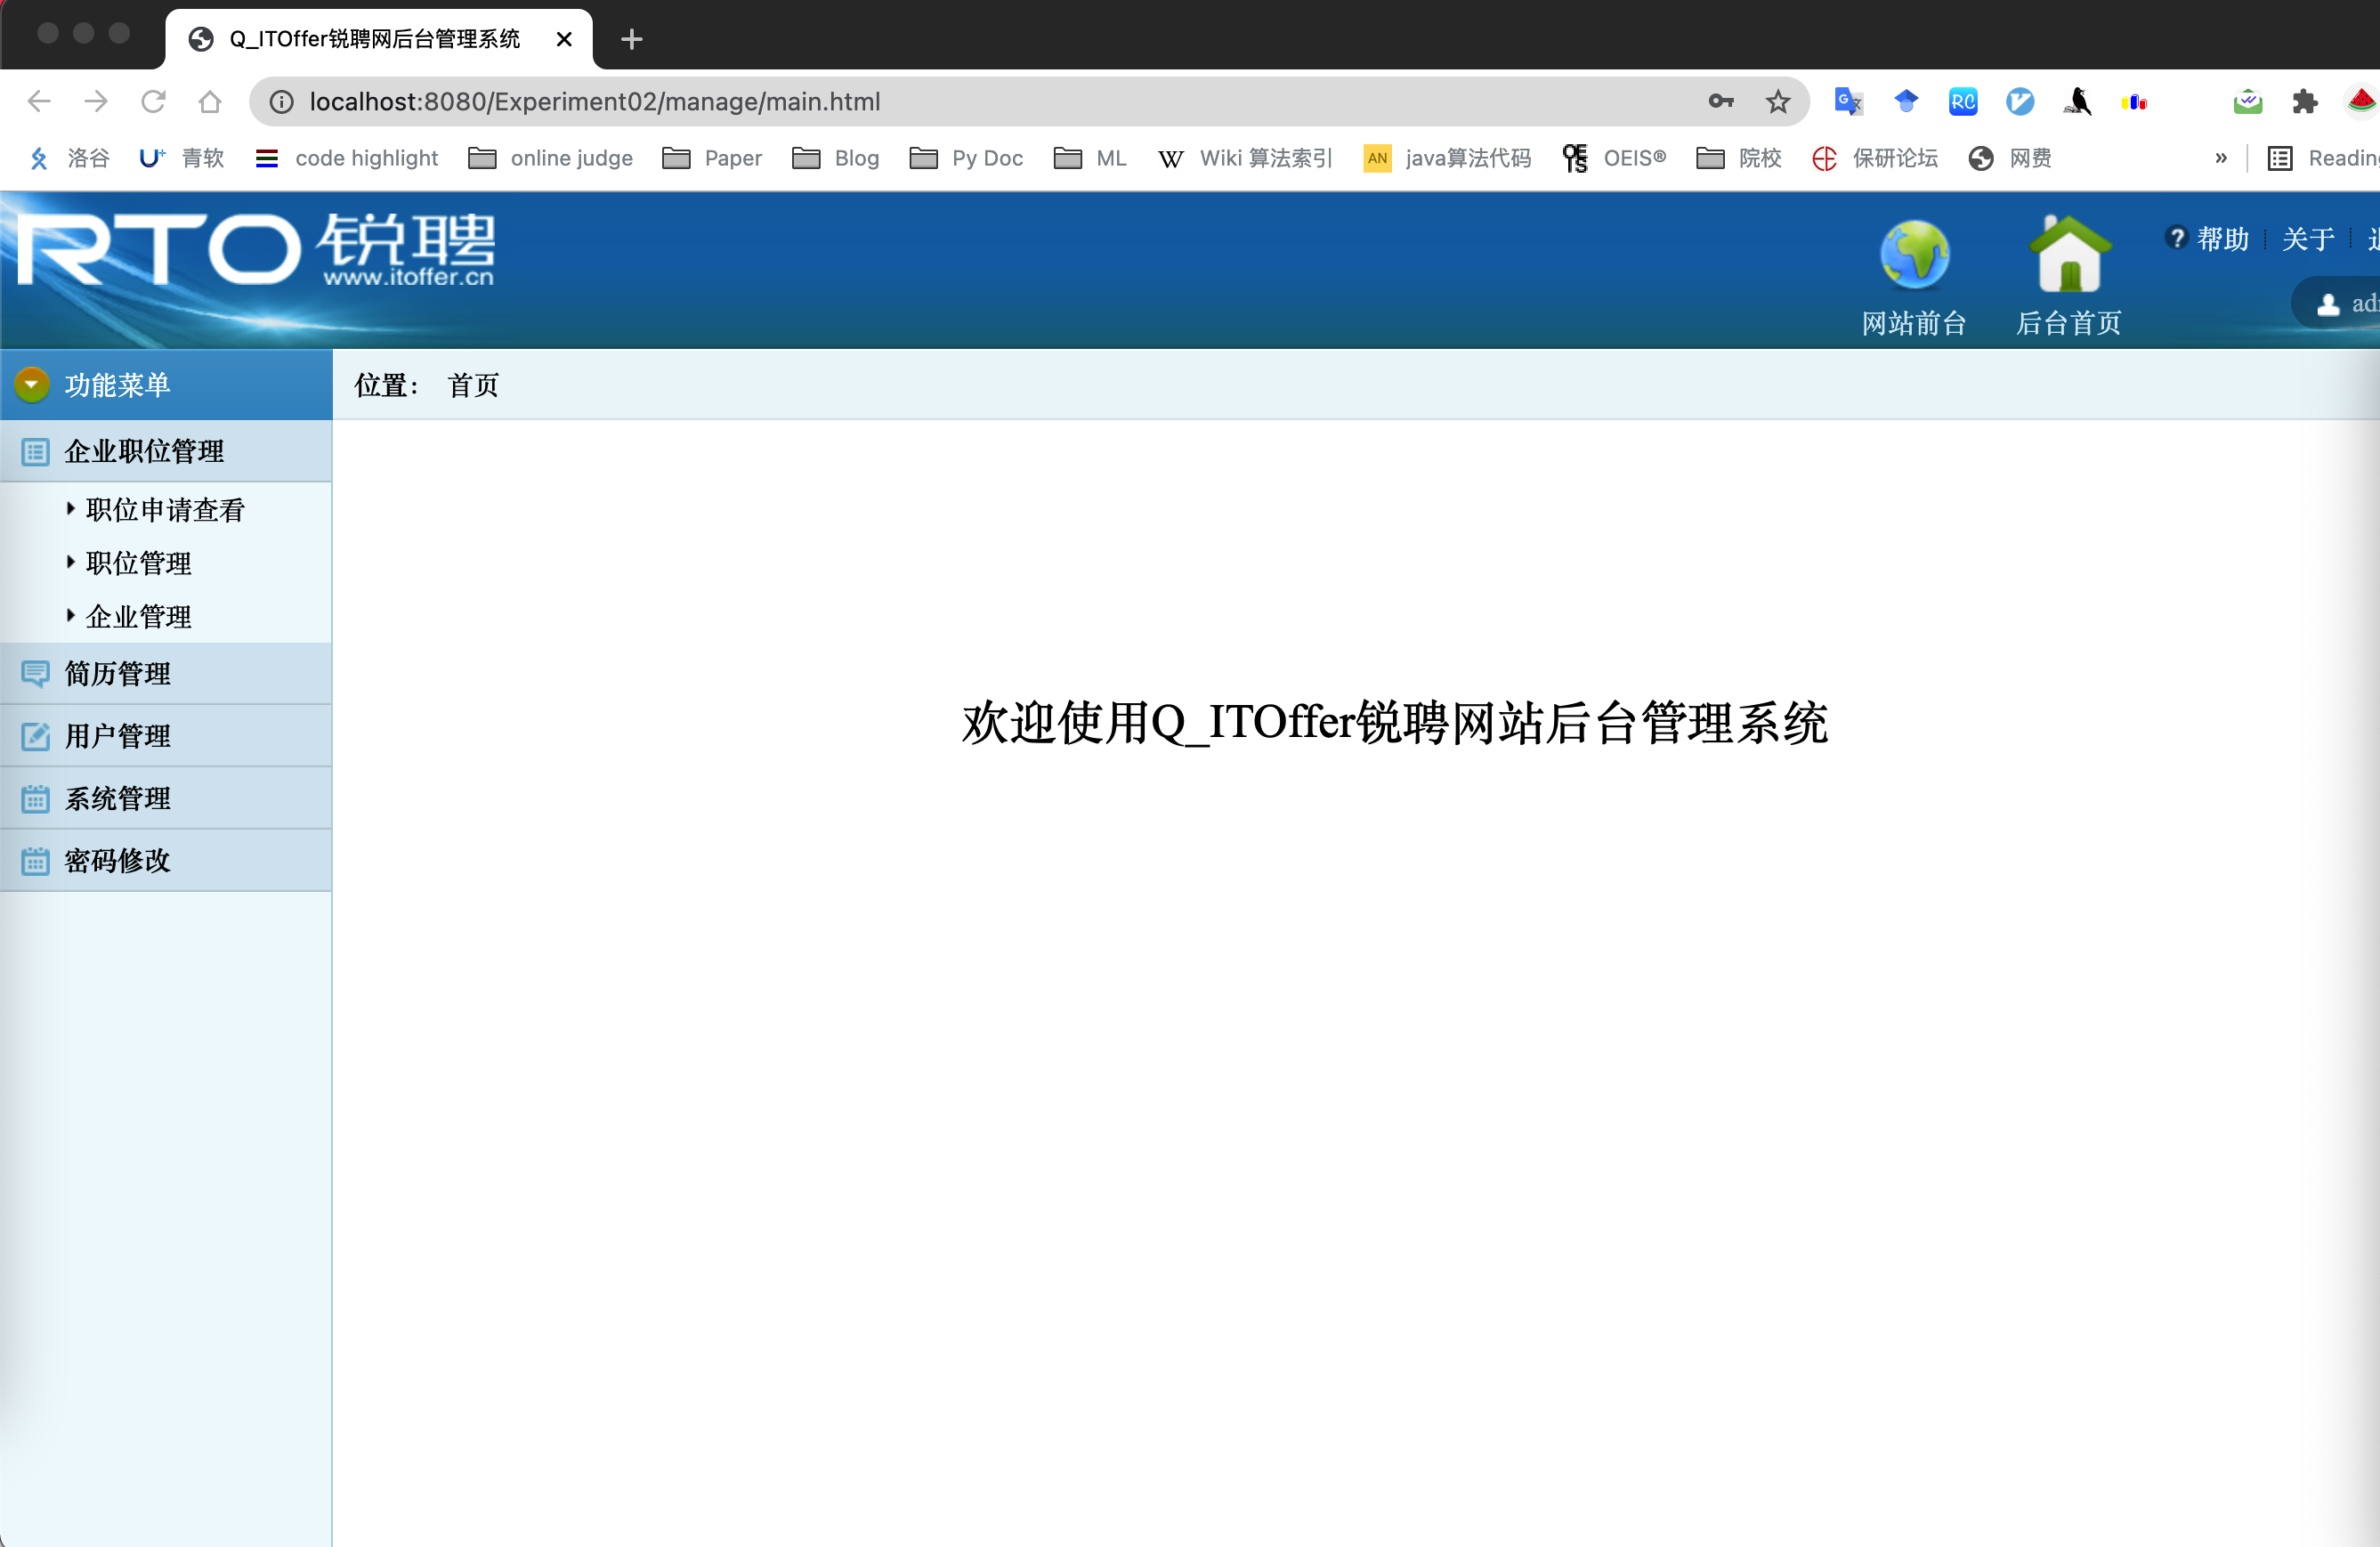 Q_ITOffer锐聘网后台管理系统
localhost:8080/Experiment02/manage/main.html
洛谷 青软 code highlight online judge Paper Blog Py Doc ML Wiki 算法索引 AN java算法代码 OEIS® 院校 保研论坛 网费 »
RTO 锐聘
www.itoffer.cn
帮助 关于
网站前台 后台首页
功能菜单
位置： 首页
企业职位管理
职位申请查看
职位管理
企业管理
简历管理
用户管理
系统管理
密码修改
欢迎使用Q_ITOffer锐聘网站后台管理系统